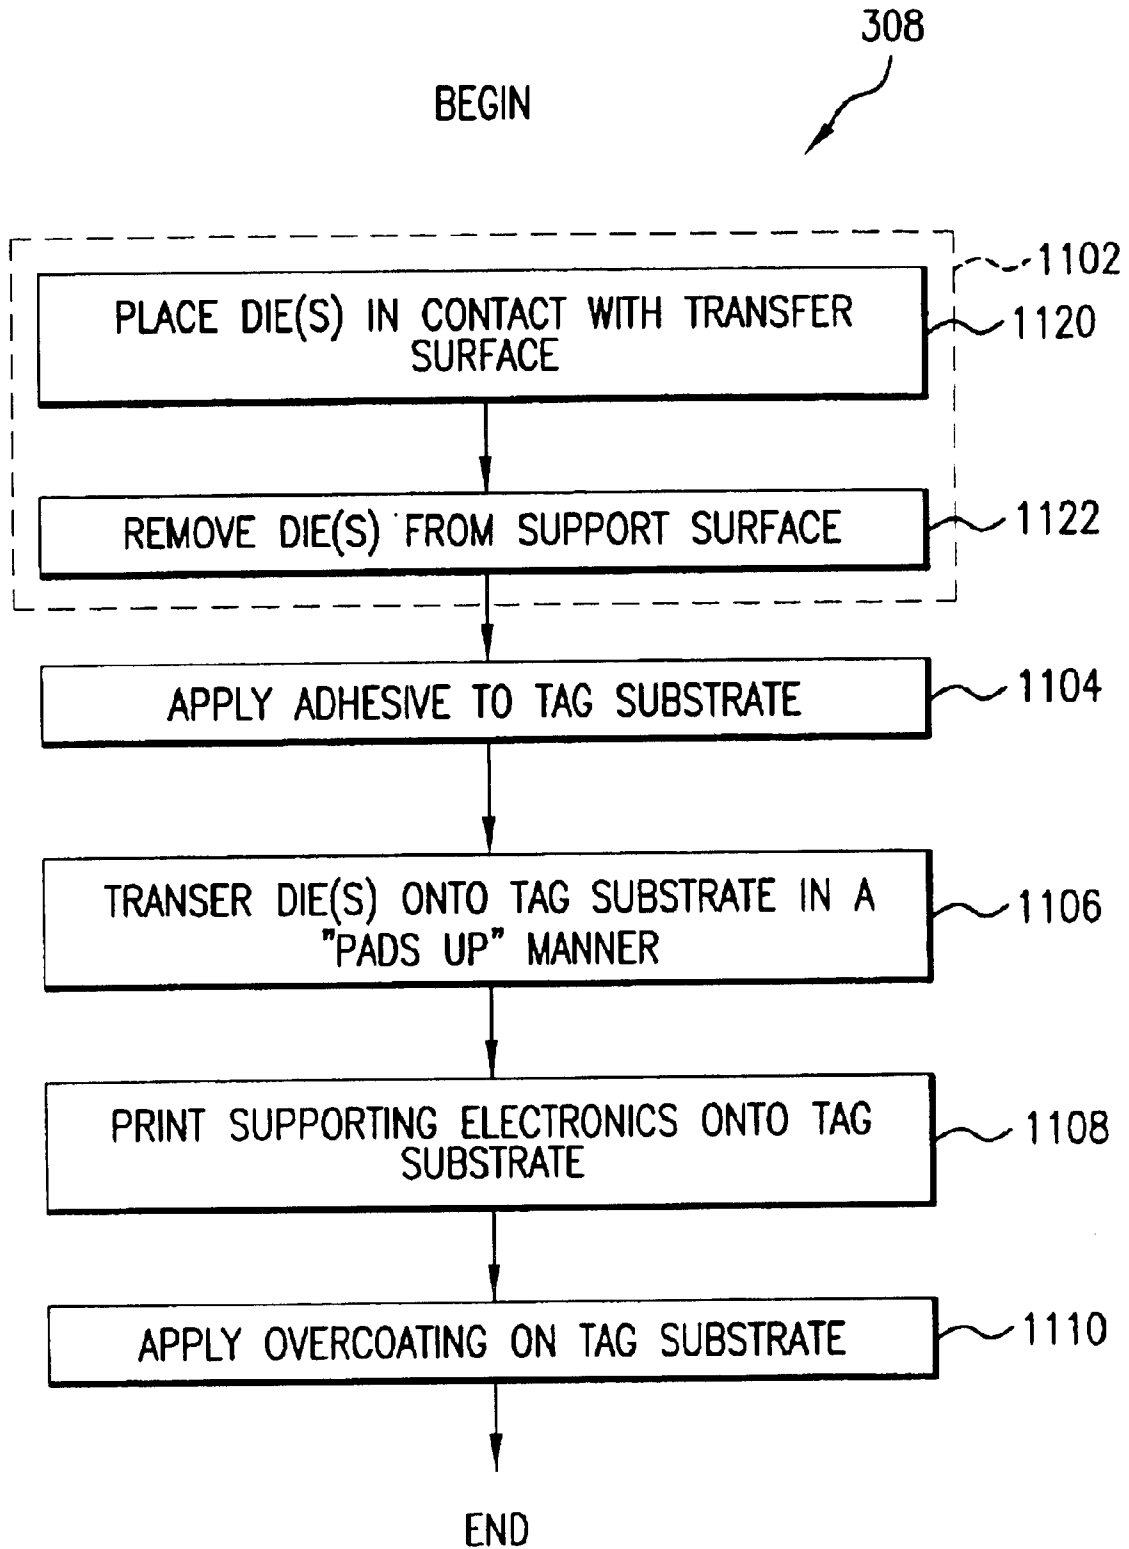 308
BEGIN
1102
PLACE DIE(S) IN CONTACT WITH TRANSFER
SURFACE
1120
REMOVE DIE(S) FROM SUPPORT SURFACE
1122
APPLY ADHESIVE TO TAG SUBSTRATE
1104
TRANSER DIE(S) ONTO TAG SUBSTRATE IN A
"PADS UP" MANNER
1106
PRINT SUPPORTING ELECTRONICS ONTO TAG
SUBSTRATE
1108
APPLY OVERCOATING ON TAG SUBSTRATE
1110
END